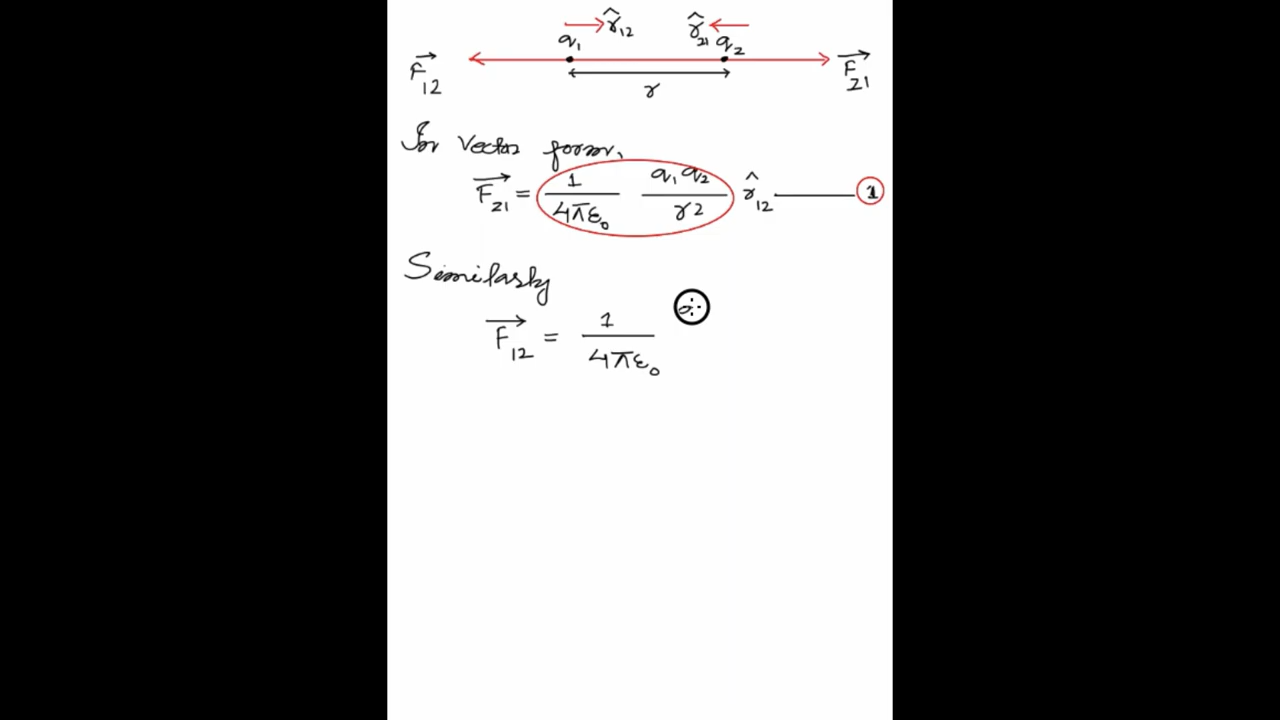 r̂₁₂ r̂₂₁
q₁ q₂
F⃗₁₂ F⃗₂₁
r
In Vector form,
F⃗₂₁ = 1/4πε₀ q₁q₂/r² r̂₁₂ —— ①
Similarly
F⃗₁₂ = 1/4πε₀